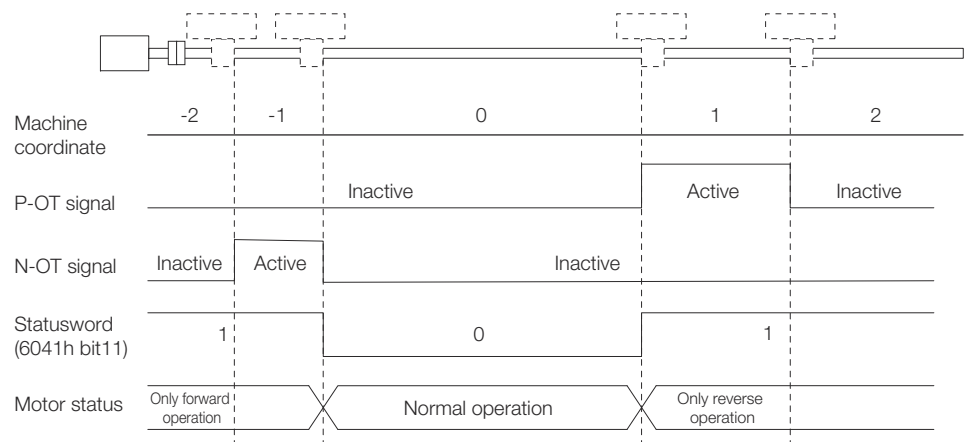 Machine
coordinate
-2 -1 0 1 2
P-OT signal
Inactive Active Inactive
N-OT signal
Inactive Active Inactive
Statusword
(6041h bit11)
1 0 1
Motor status
Only forward
operation
Normal operation
Only reverse
operation